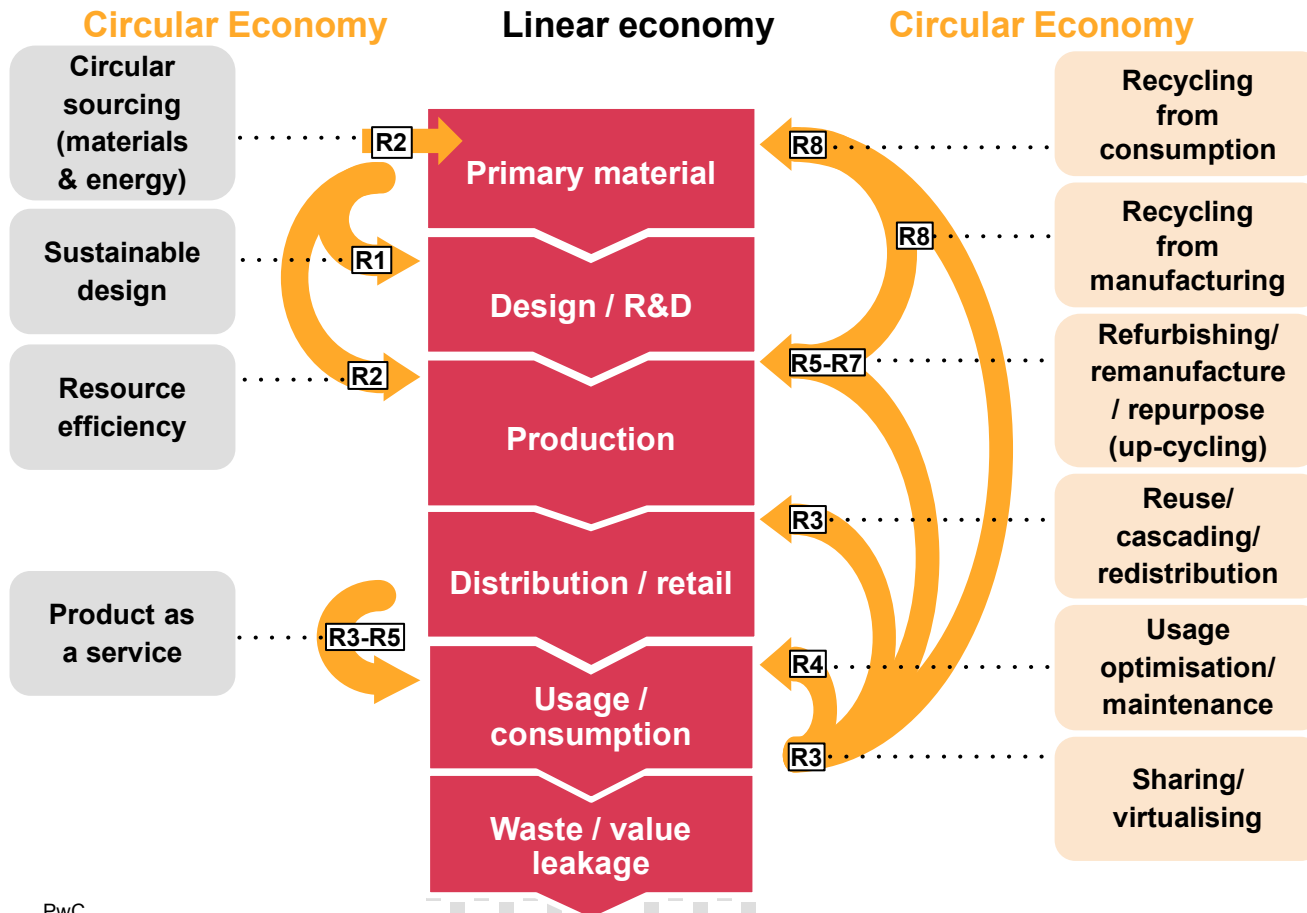 Circular Economy
Linear economy
Circular Economy
Circular
sourcing
(materials
& energy)
Sustainable
design
Resource
efficiency
Product as
a service
R2
R1
R2
R3-R5
Primary material
Design / R&D
Production
Distribution / retail
Usage /
consumption
Waste / value
leakage
R8
R8
R5-R7
R3
R4
R3
Recycling
from
consumption
Recycling
from
manufacturing
Refurbishing/
remanufacture
/ repurpose
(up-cycling)
Reuse/
cascading/
redistribution
Usage
optimisation/
maintenance
Sharing/
virtualising
PwC